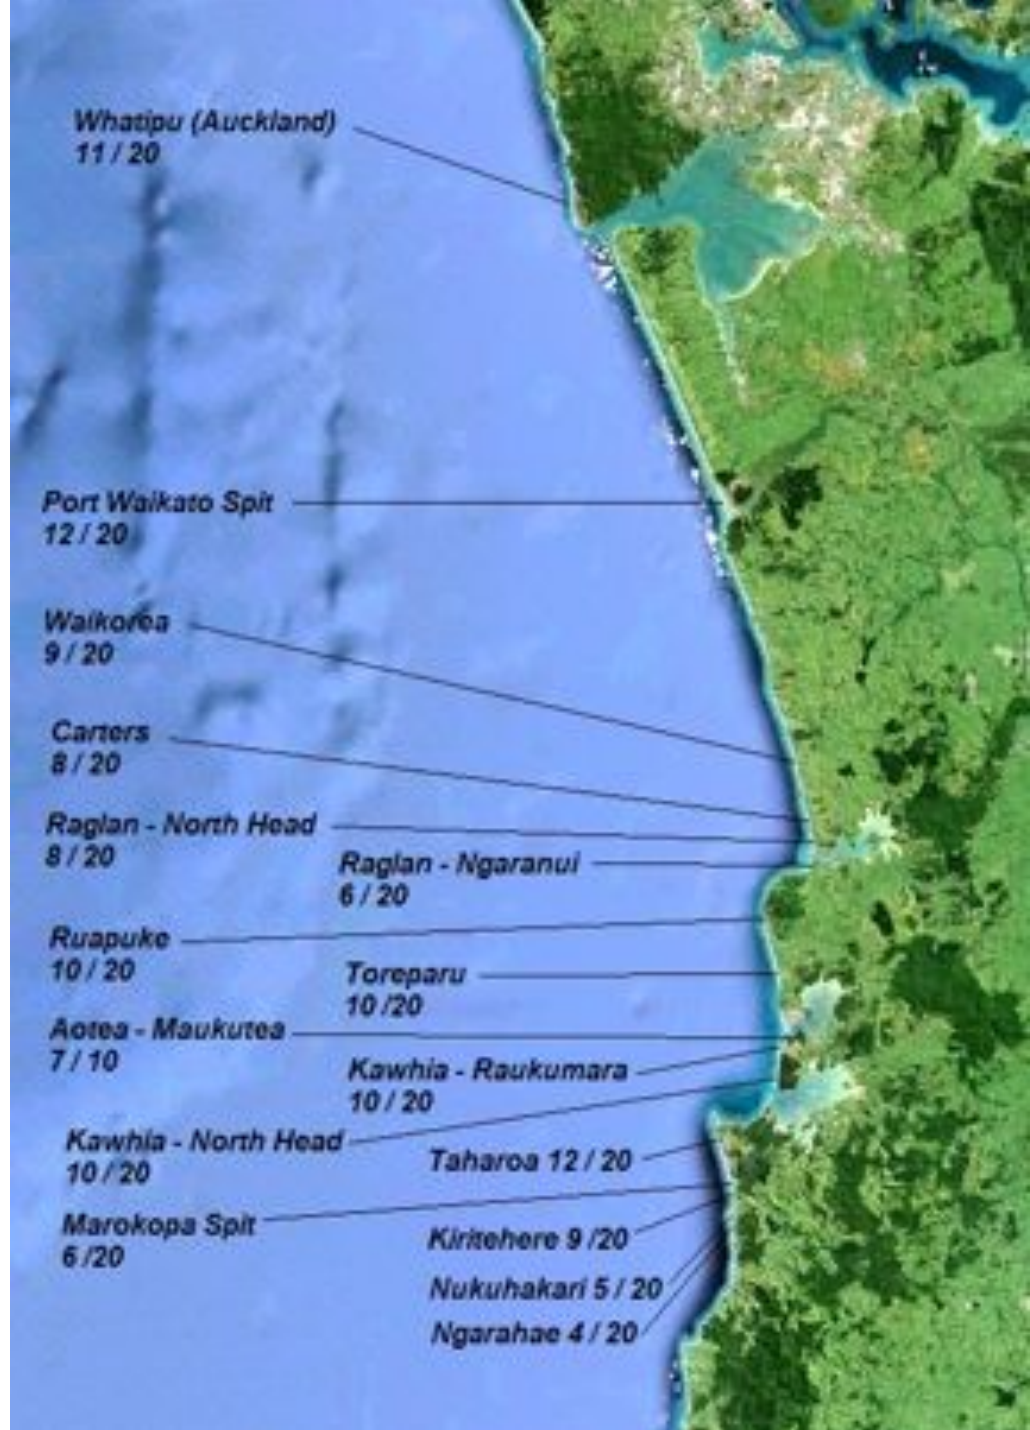 Whatipu (Auckland)
11 / 20
Port Waikato Spit
12 / 20
Waikorea
9 / 20
Carters
8 / 20
Raglan - North Head
8 / 20
Raglan - Ngaranui
6 / 20
Ruapuke
10 / 20
Toreparu
10 /20
Aotea - Maukutea
7 / 10
Kawhia - Raukumara
10 / 20
Kawhia - North Head
10 / 20
Taharoa 12 / 20
Marokopa Spit
6 /20
Kiritehere 9 /20
Nukuhakari 5 / 20
Ngarahae 4 / 20